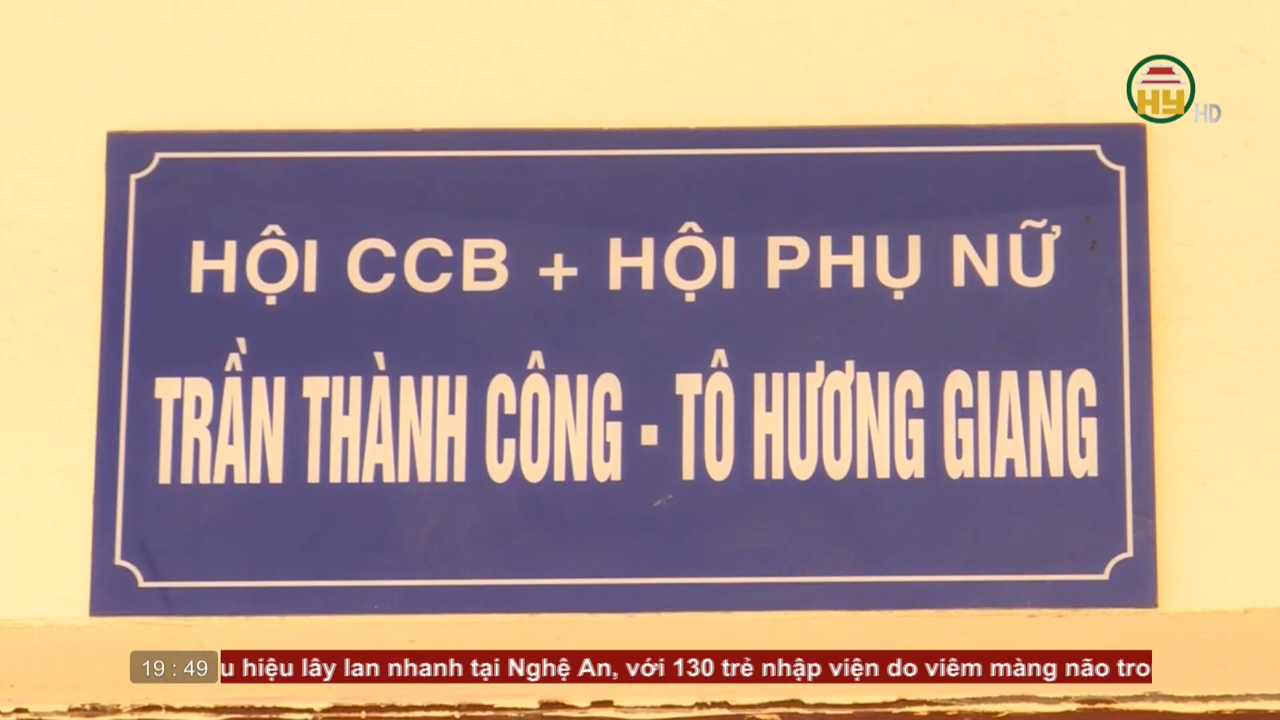 HY HD
HỘI CCB + HỘI PHỤ NỮ
TRẦN THÀNH CÔNG - TÔ HƯƠNG GIANG
19 : 49 u hiệu lây lan nhanh tại Nghệ An, với 130 trẻ nhập viện do viêm màng não tro